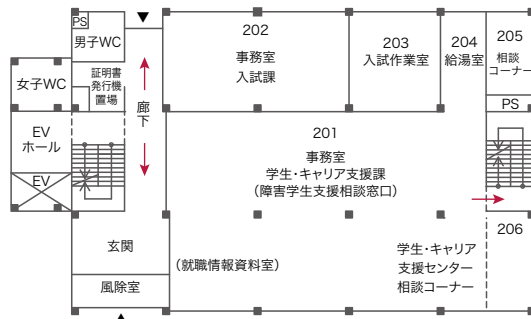 PS
男子WC
女子WC
証明書
発行機
置場
廊下
EV
ホール
EV
玄関
風除室
202
事務室
入試課
203
入試作業室
204
給湯室
205
相談
コーナー
PS
201
事務室
学生・キャリア支援課
(障害学生支援相談窓口)
(就職情報資料室)
206
学生・キャリア
支援センター
相談コーナー